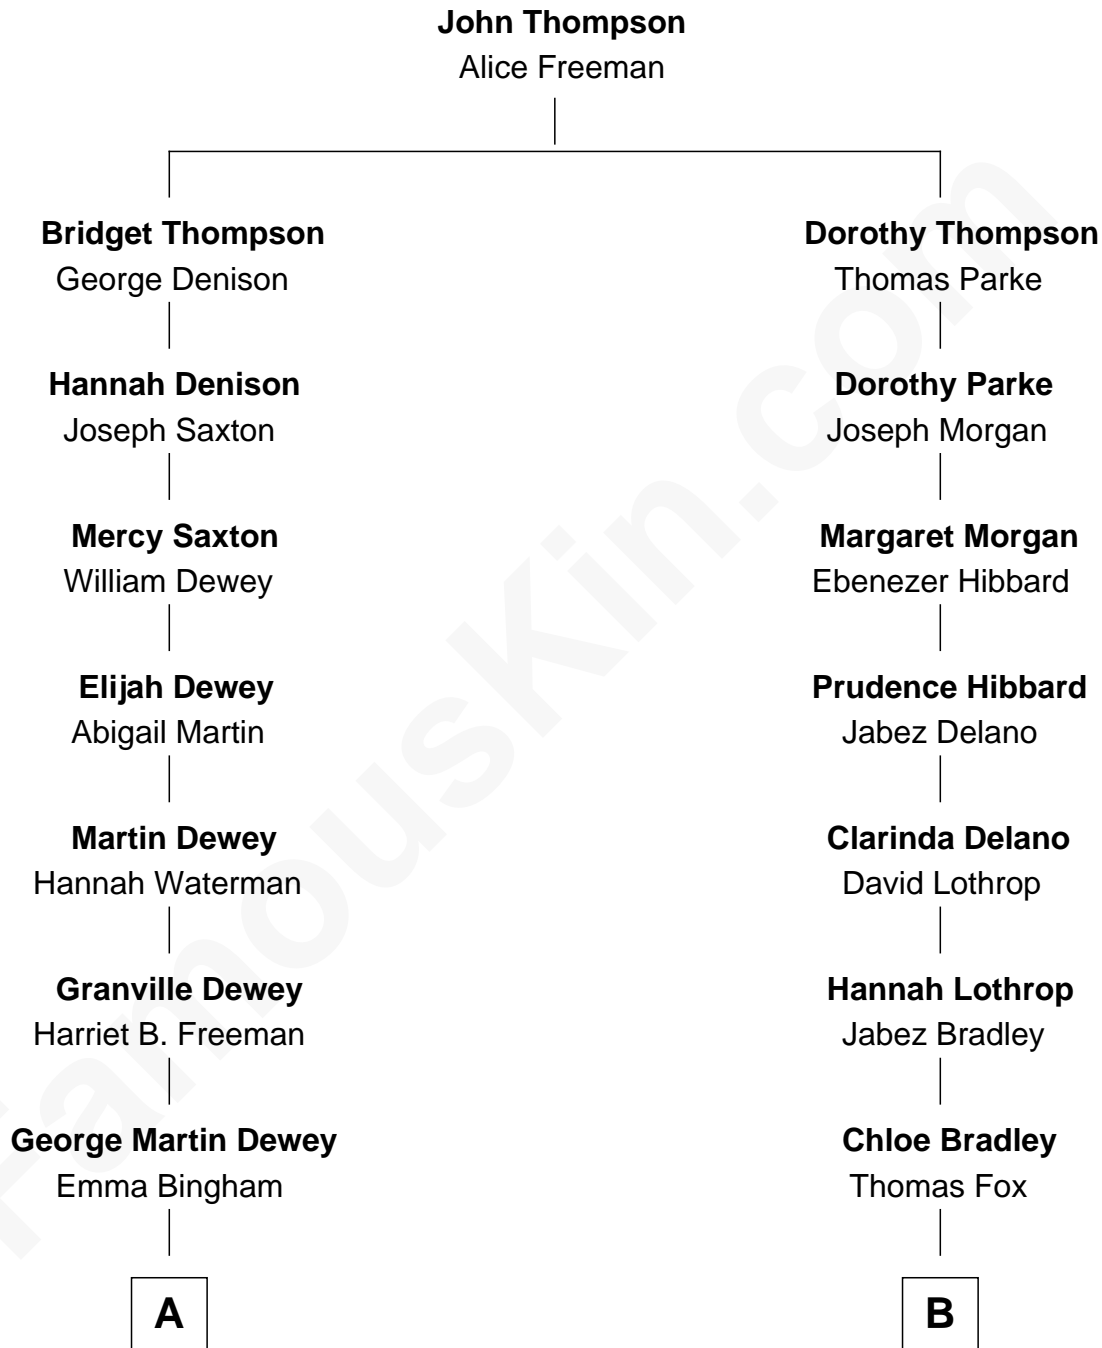 John Thompson
Alice Freeman
Bridget Thompson
George Denison
Dorothy Thompson
Thomas Parke
Hannah Denison
Joseph Saxton
Dorothy Parke
Joseph Morgan
Mercy Saxton
William Dewey
Margaret Morgan
Ebenezer Hibbard
Elijah Dewey
Abigail Martin
Prudence Hibbard
Jabez Delano
Martin Dewey
Hannah Waterman
Clarinda Delano
David Lothrop
Granville Dewey
Harriet B. Freeman
Hannah Lothrop
Jabez Bradley
George Martin Dewey
Emma Bingham
Chloe Bradley
Thomas Fox
A
B
FamousKin.com